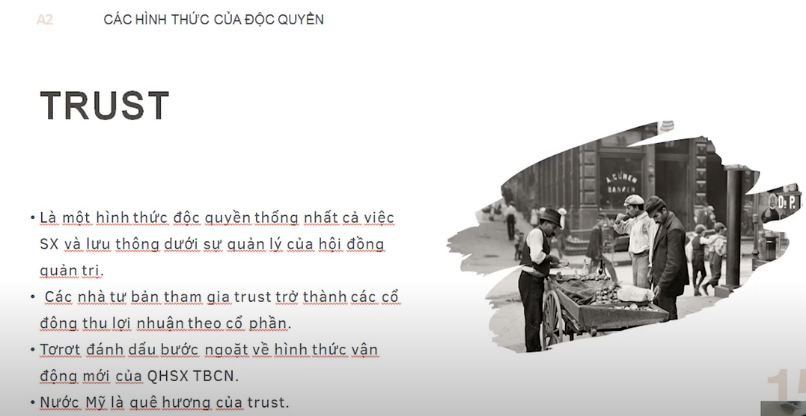 A2
CÁC HÌNH THỨC CỦA ĐỘC QUYỀN
TRUST
• Là một hình thức độc quyền thống nhất cả việc
SX và lưu thông dưới sự quản lý của hội đồng
quản trị.
• Các nhà tư bản tham gia trust trở thành các cổ
đông thu lợi nhuận theo cổ phần.
• Tơrơt đánh dấu bước ngoặt về hình thức vận
động mới của QHSX TBCN.
• Nước Mỹ là quê hương của trust.